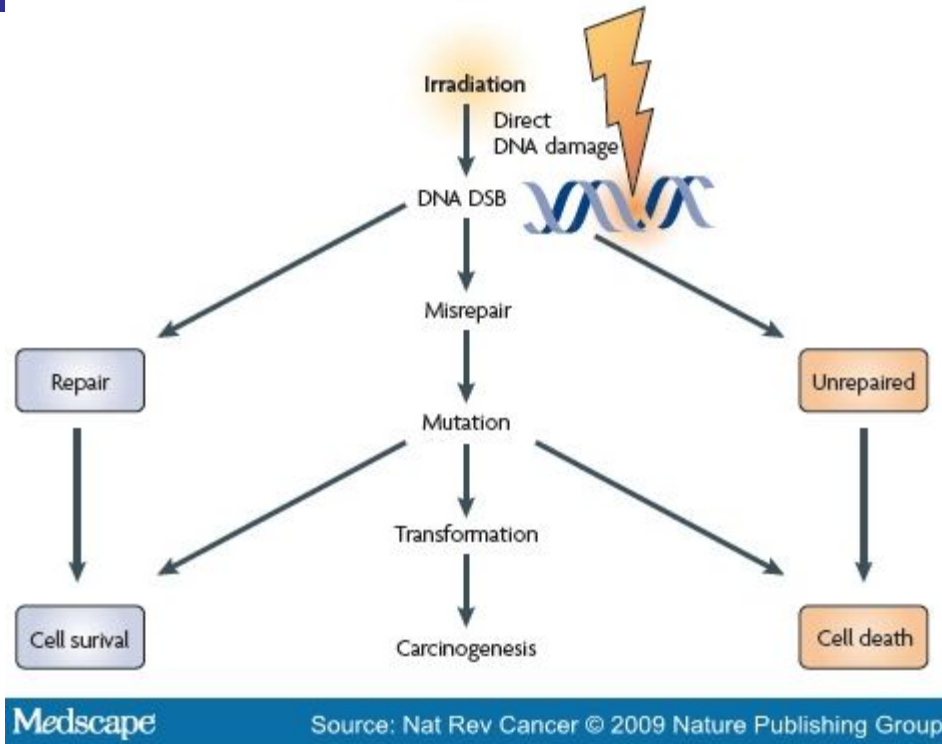 Irradiation
Direct
DNA damage
DNA DSB
Misrepair
Repair
Unrepaired
Mutation
Transformation
Cell surival
Cell death
Carcinogenesis
Medscape
Source: Nat Rev Cancer © 2009 Nature Publishing Group